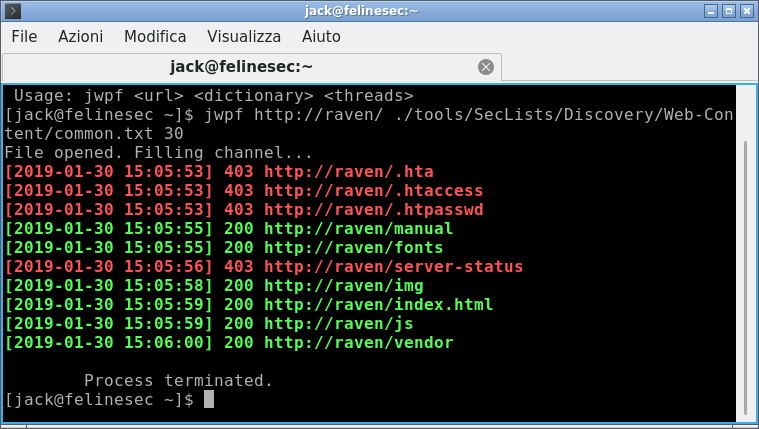 jack@felinesec:~
File Azioni Modifica Visualizza Aiuto
jack@felinesec:~
Usage: jwpf <url> <dictionary> <threads>
[jack@felinesec ~]$ jwpf http://raven/ ./tools/SecLists/Discovery/Web-Con
tent/common.txt 30
File opened. Filling channel...
[2019-01-30 15:05:53] 403 http://raven/.hta
[2019-01-30 15:05:53] 403 http://raven/.htaccess
[2019-01-30 15:05:53] 403 http://raven/.htpasswd
[2019-01-30 15:05:55] 200 http://raven/manual
[2019-01-30 15:05:55] 200 http://raven/fonts
[2019-01-30 15:05:56] 403 http://raven/server-status
[2019-01-30 15:05:58] 200 http://raven/img
[2019-01-30 15:05:59] 200 http://raven/index.html
[2019-01-30 15:05:59] 200 http://raven/js
[2019-01-30 15:06:00] 200 http://raven/vendor
Process terminated.
[jack@felinesec ~]$